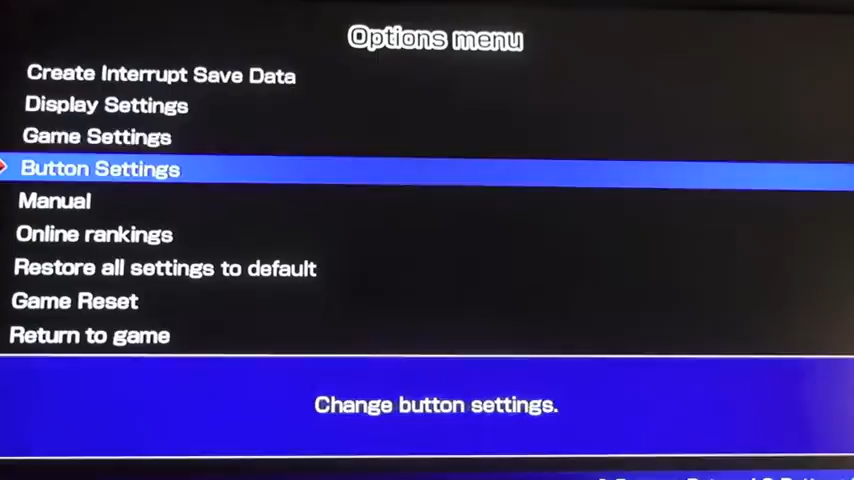 Options menu
Create Interrupt Save Data
Display Settings
Game Settings
Button Settings
Manual
Online rankings
Restore all settings to default
Game Reset
Return to game
Change button settings.